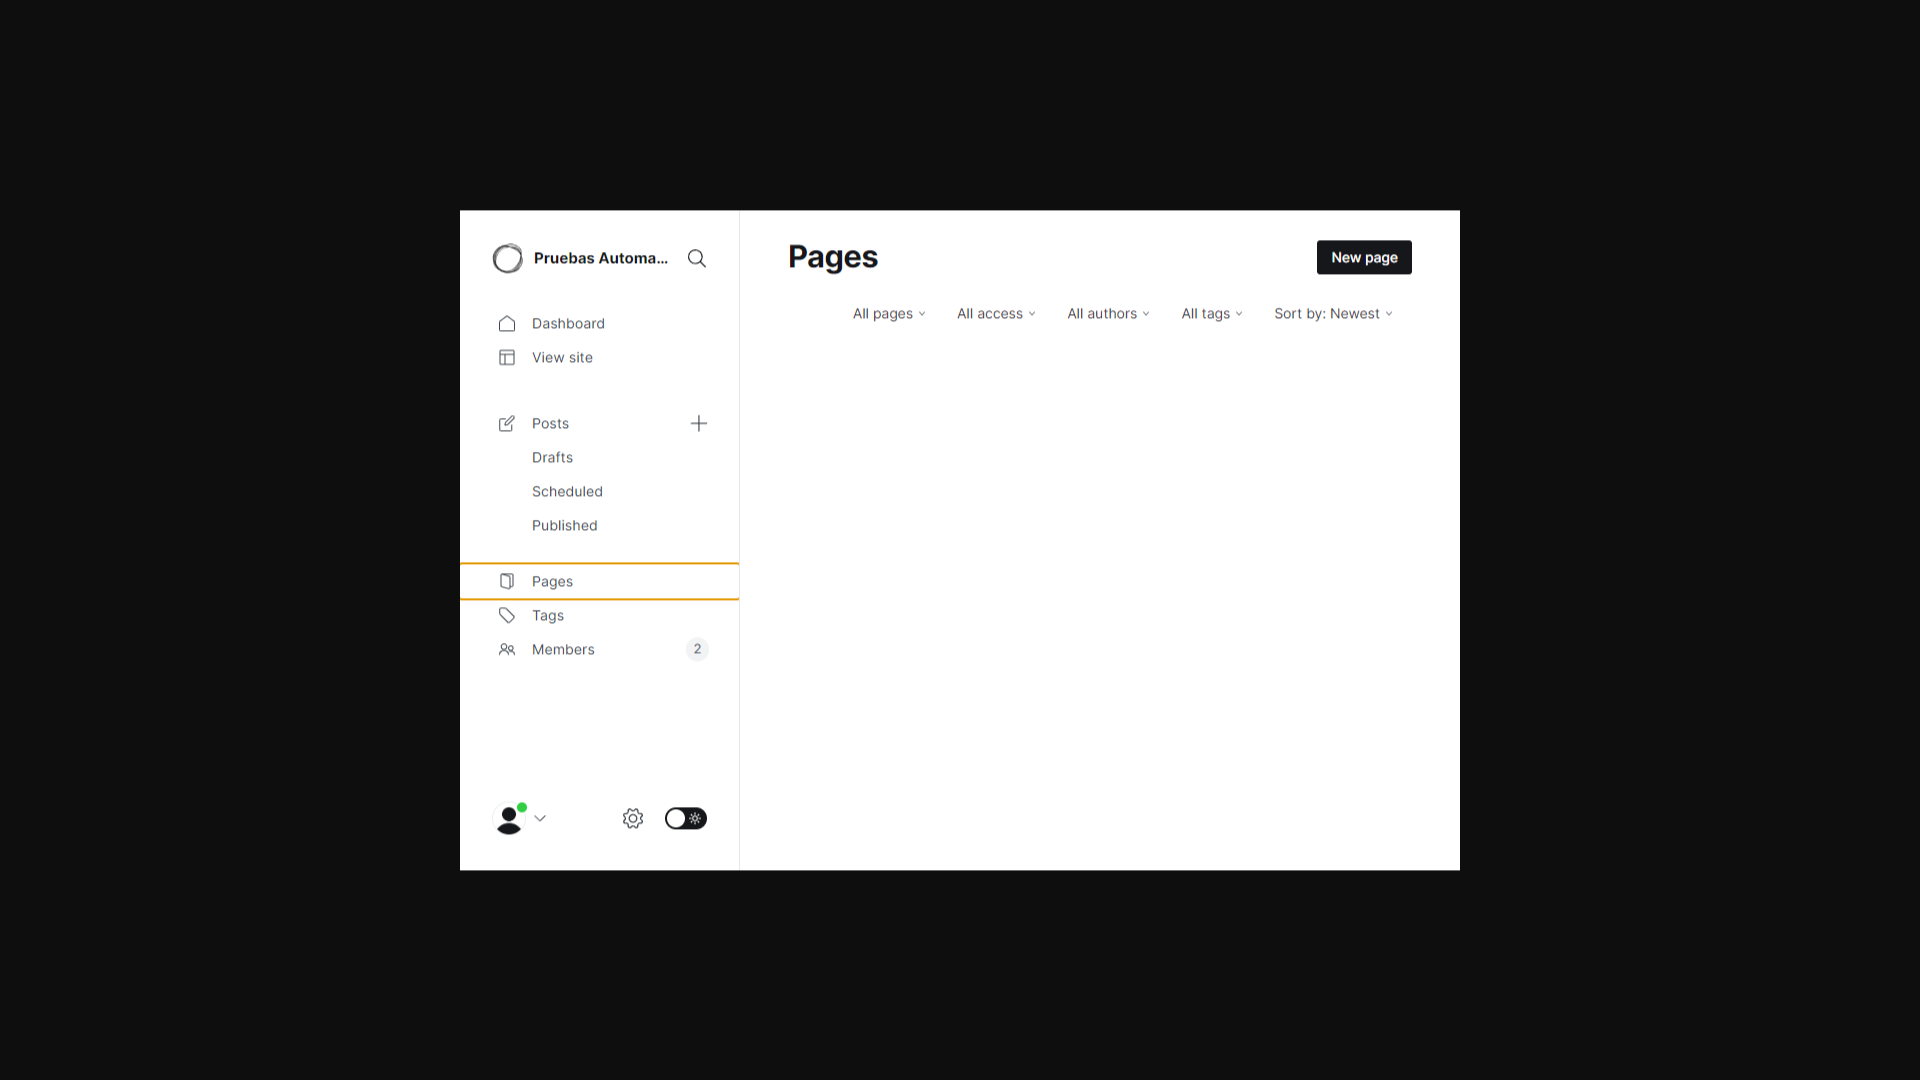 Pruebas Automa...
Dashboard
View site
Posts
Drafts
Scheduled
Published
Pages
Tags
Members 2
Pages
New page
All pages All access All authors All tags Sort by: Newest